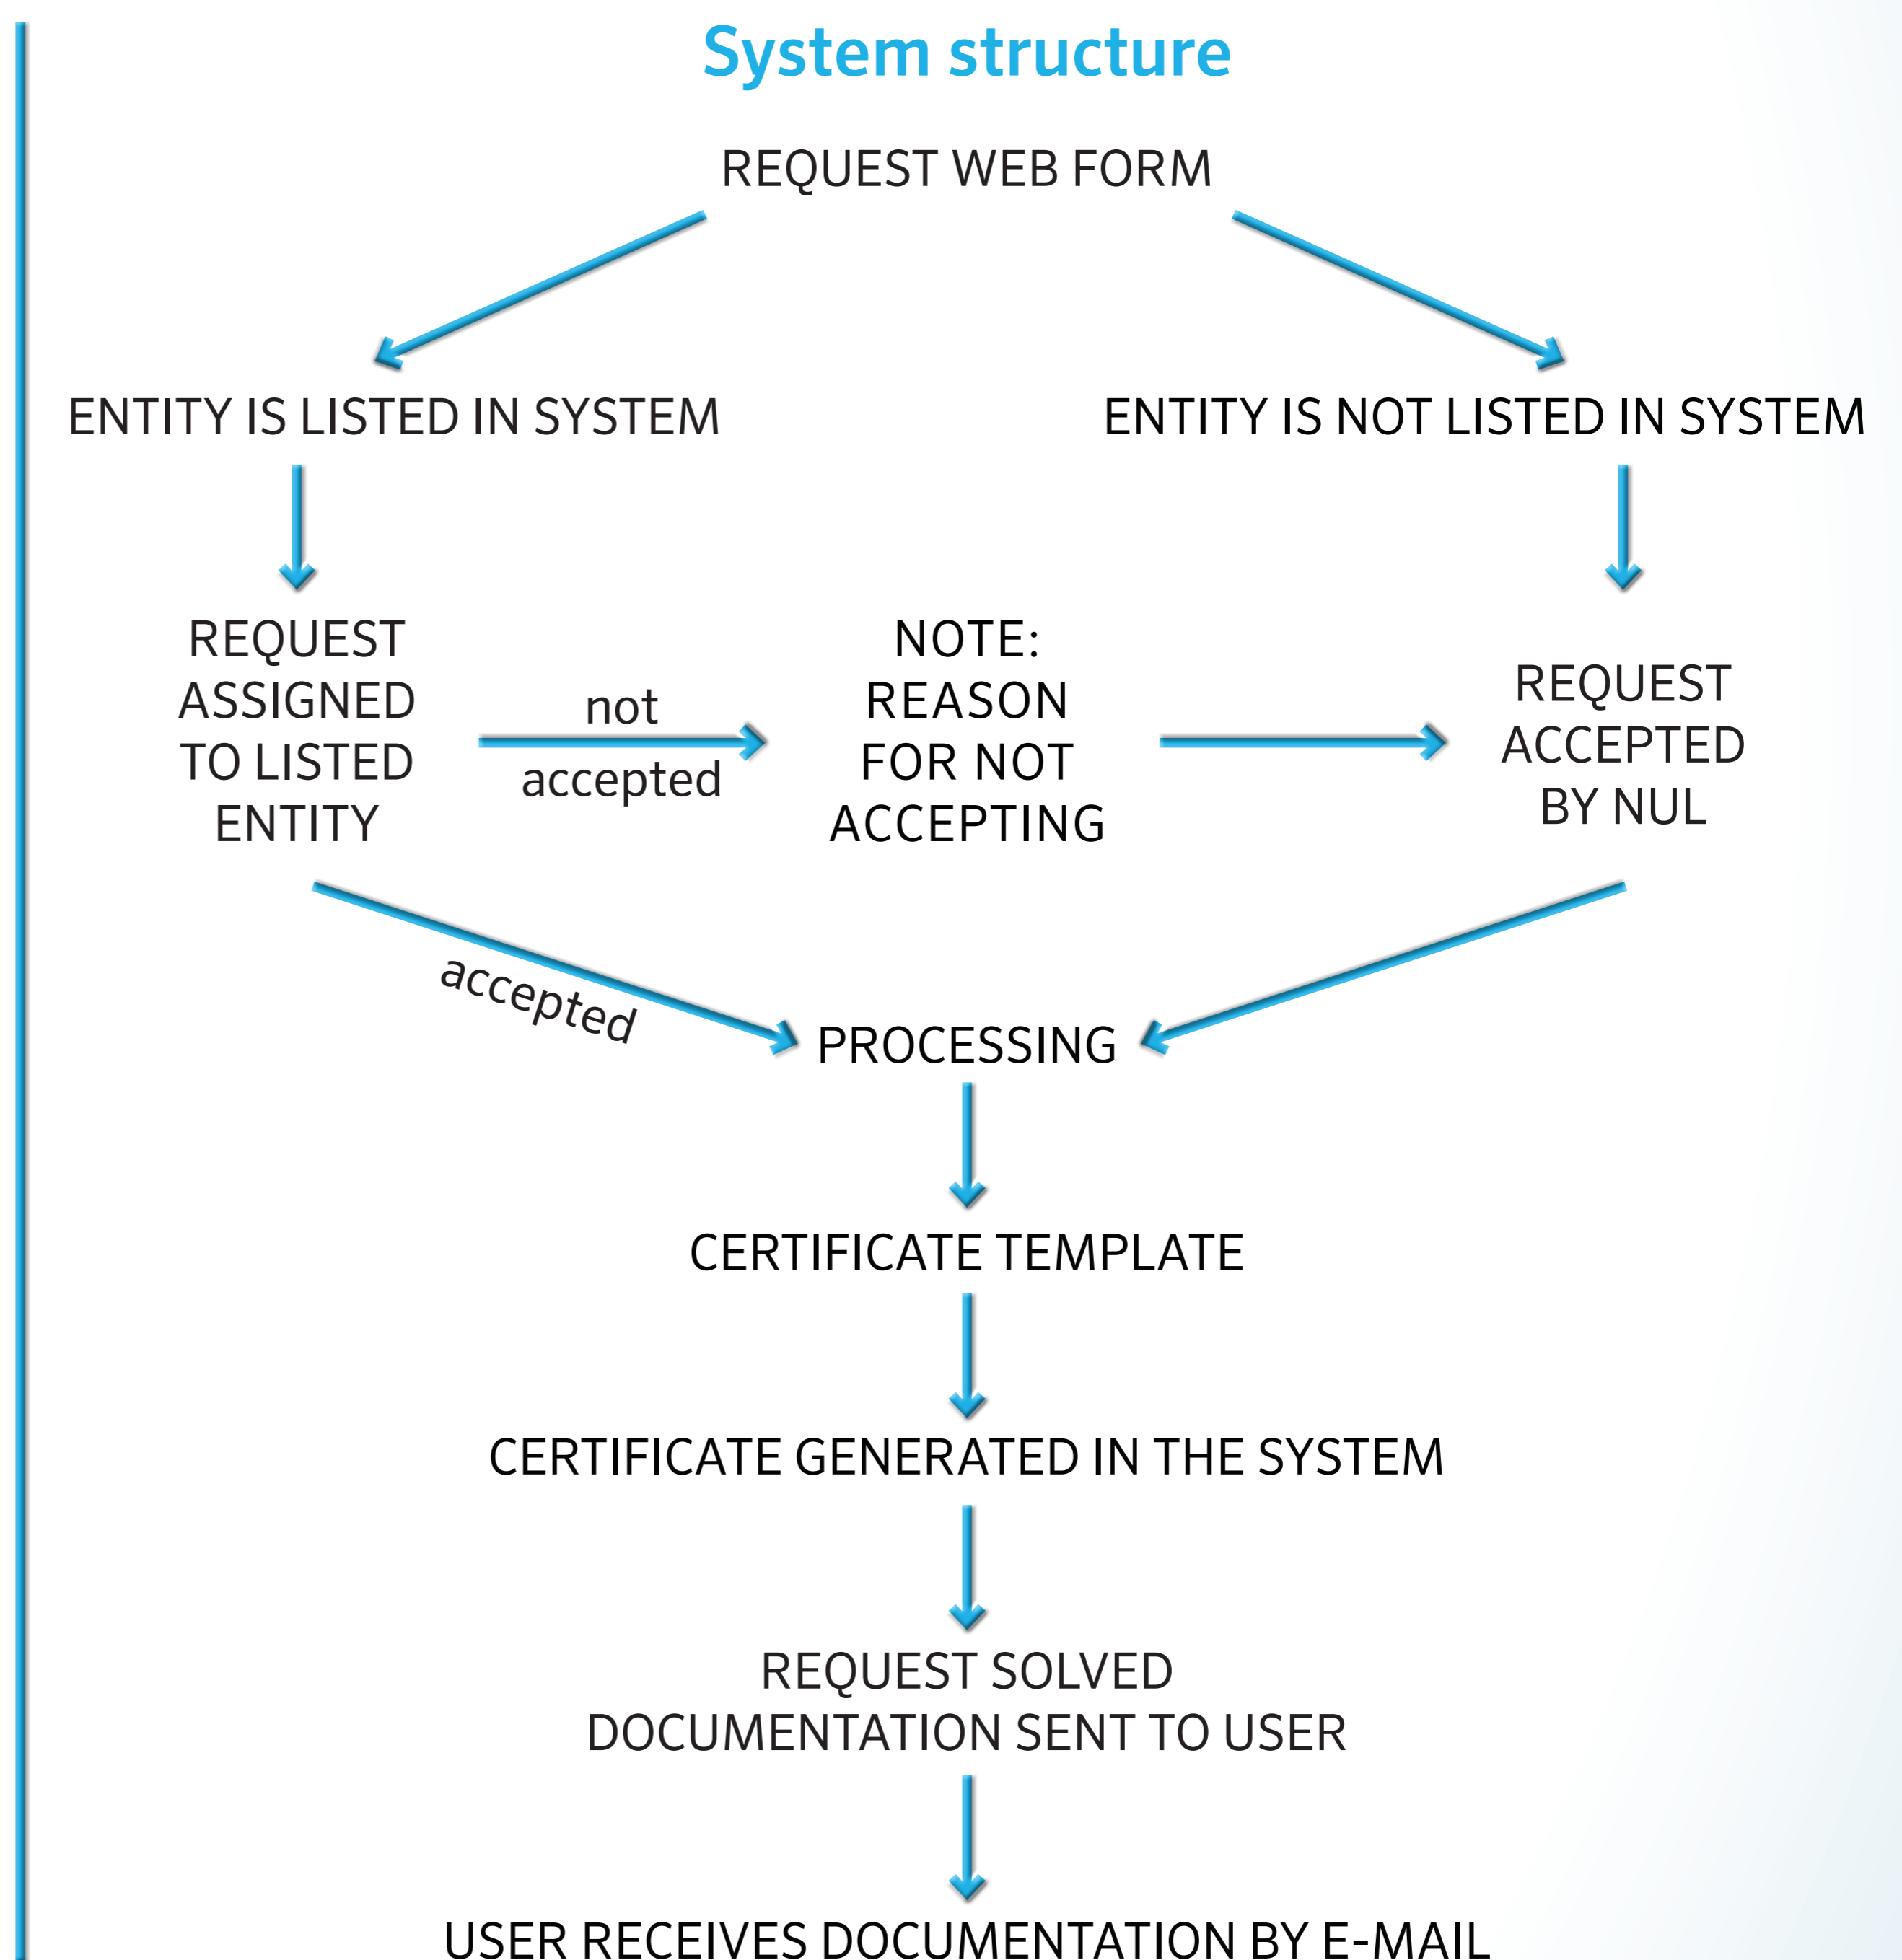 System structure
REQUEST WEB FORM
ENTITY IS LISTED IN SYSTEM
ENTITY IS NOT LISTED IN SYSTEM
REQUEST
ASSIGNED
TO LISTED
ENTITY
not
accepted
NOTE:
REASON
FOR NOT
ACCEPTING
REQUEST
ACCEPTED
BY NUL
accepted
PROCESSING
CERTIFICATE TEMPLATE
CERTIFICATE GENERATED IN THE SYSTEM
REQUEST SOLVED
DOCUMENTATION SENT TO USER
USER RECEIVES DOCUMENTATION BY E-MAIL